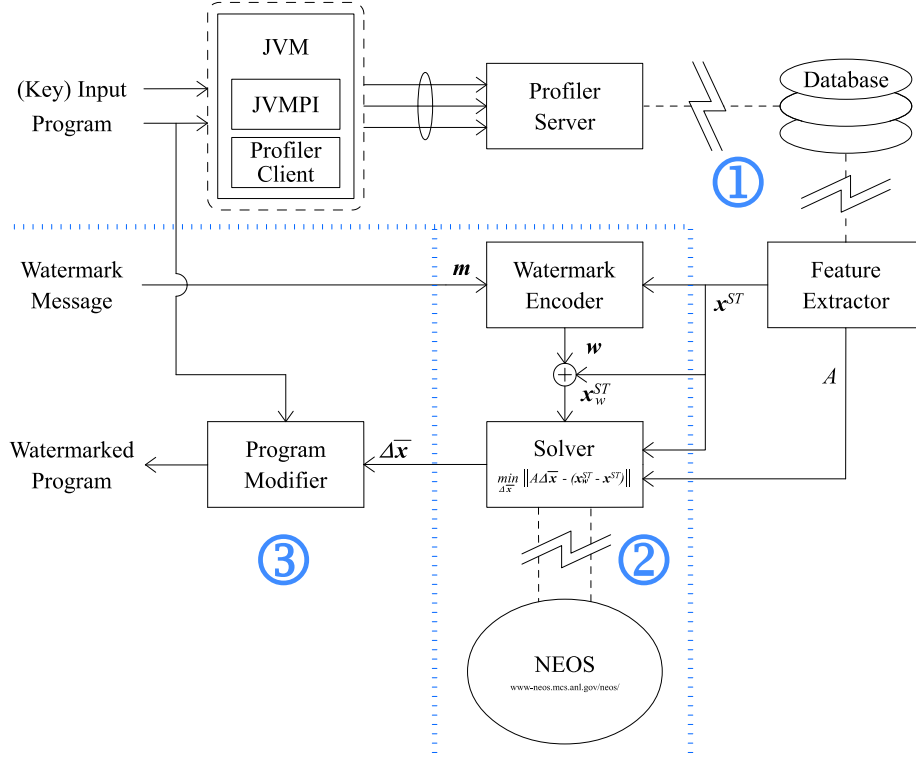 (Key) Input
Program
JVM
JVMPI
Profiler
Client
Profiler
Server
Database
①
Watermark
Message
m
Watermark
Encoder
x^ST
Feature
Extractor
w
+
x_w^ST
A
Watermarked
Program
Program
Modifier
Δx̅
Solver
min_Δx̅ ‖AΔx̅ - (x_w^ST - x^ST)‖
③
②
NEOS
www-neos.mcs.anl.gov/neos/